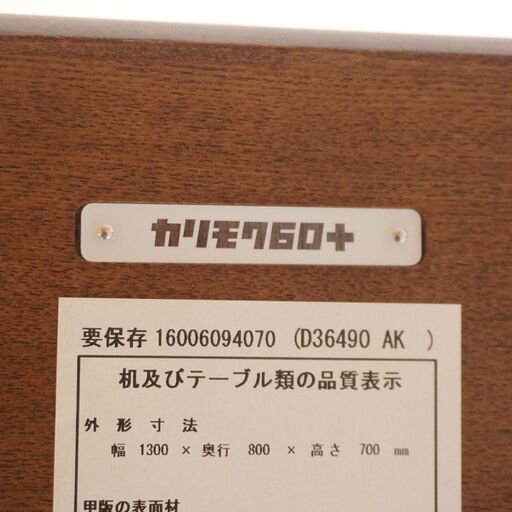 カリモク60+
要保存 16006094070 (D36490 AK )
机及びテーブル類の品質表示
外形寸法
幅 1300 × 奥行 800 × 高さ 700 mm
甲版の表面材